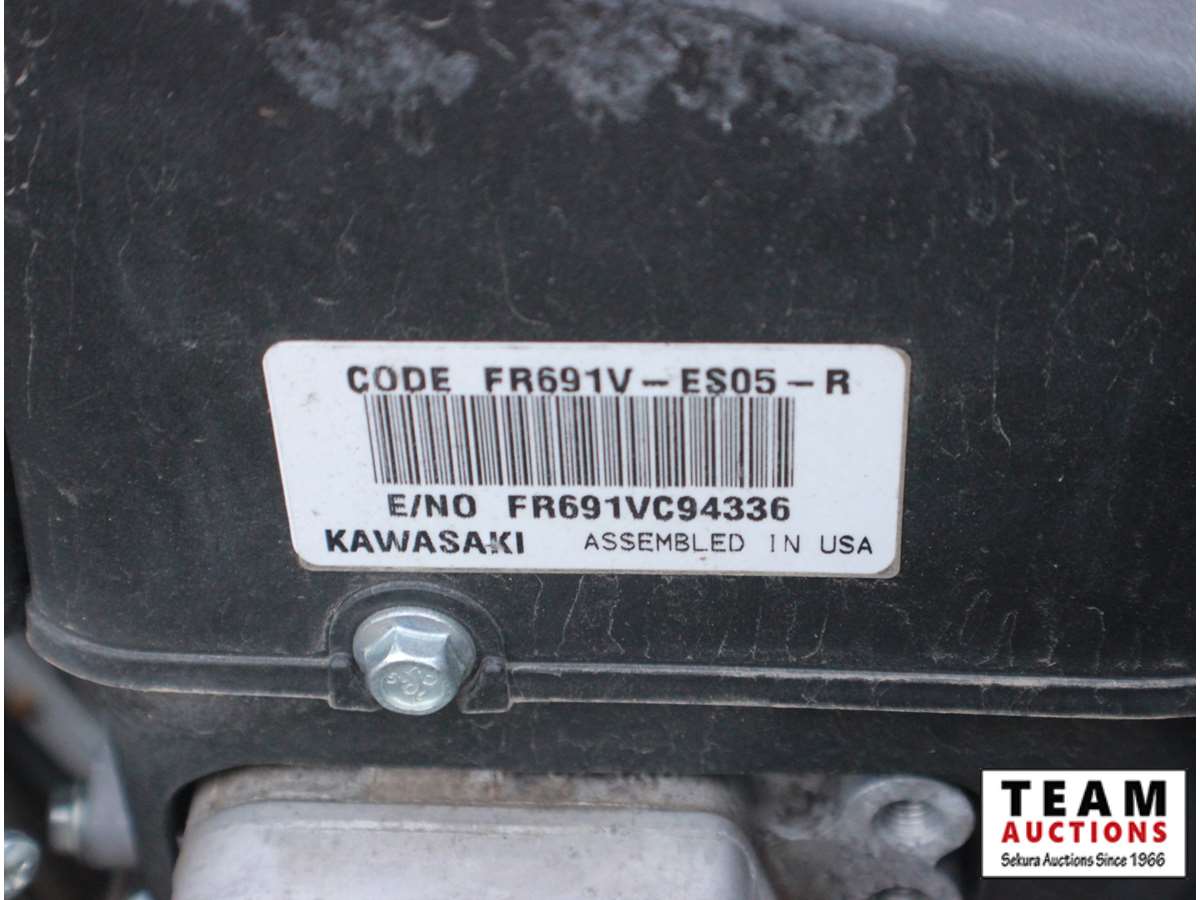 CODE FR691V-ES05-R
E/NO FR691VC94336
KAWASAKI ASSEMBLED IN USA
TEAM
AUCTIONS
Sekura Auctions Since 1966